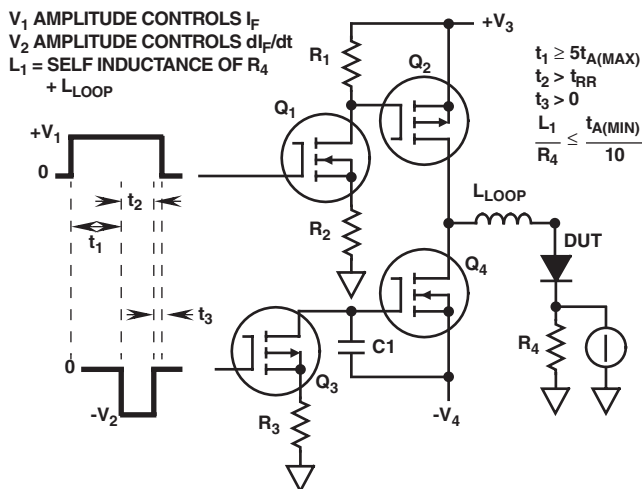 V1 AMPLITUDE CONTROLS IF
V2 AMPLITUDE CONTROLS dIF/dt
L1 = SELF INDUCTANCE OF R4
+ LLOOP
+V3
R1
Q2
t1 ≥ 5tA(MAX)
t2 > tRR
t3 > 0
L1/R4 ≤ tA(MIN)/10
Q1
+V1
0
t2
t1
R2
LLOOP
DUT
Q4
t3
C1
R4
0
Q3
-V2
R3
-V4